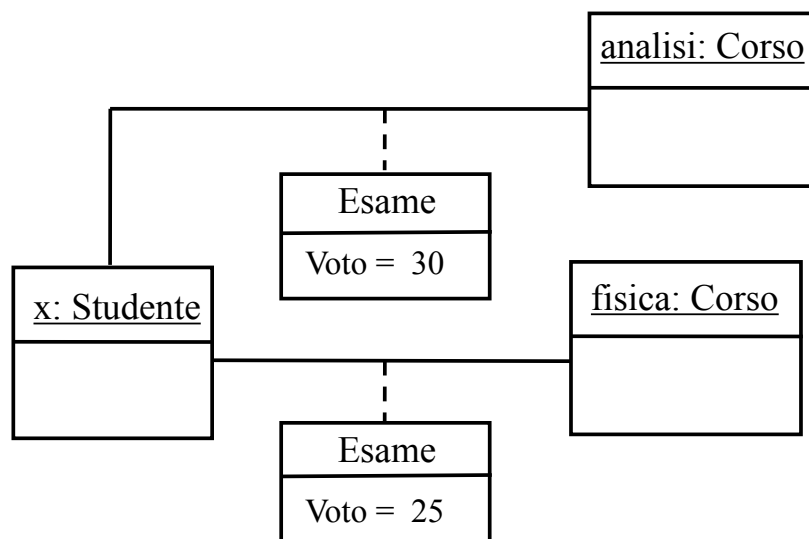 analisi: Corso
Esame
Voto = 30
x: Studente
fisica: Corso
Esame
Voto = 25